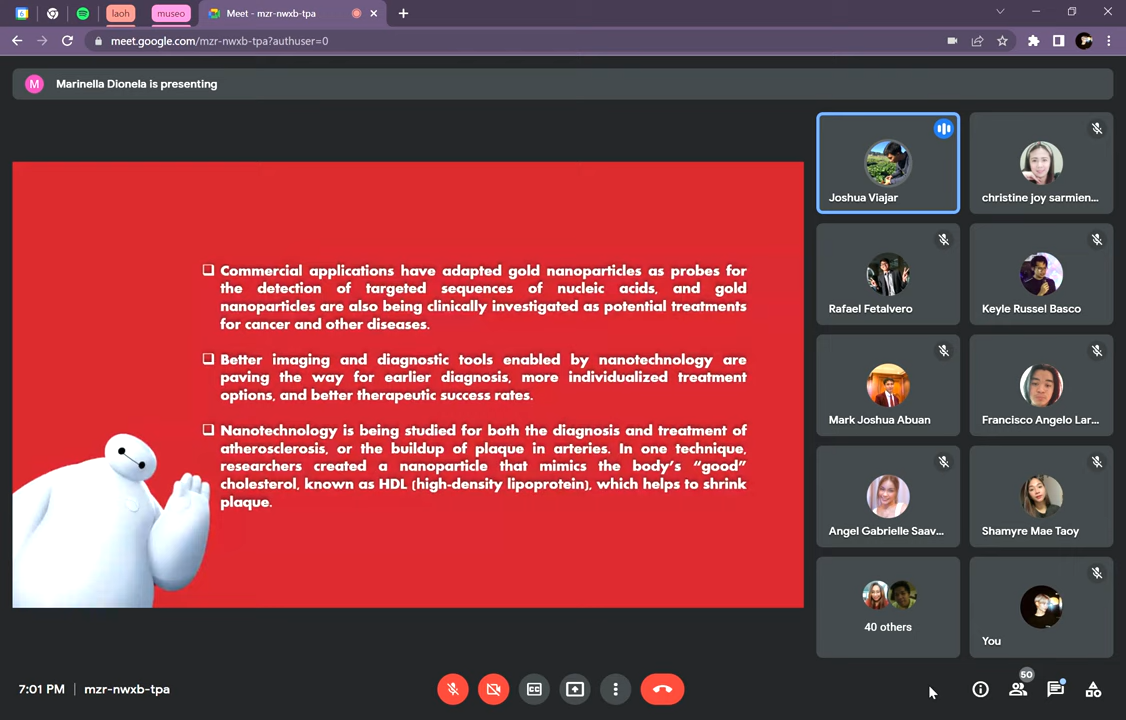 laoh
museo
Meet - mzr-nwxb-tpa
meet.google.com/mzr-nwxb-tpa?authuser=0
M
Marinella Dionela is presenting
❑ Commercial applications have adapted gold nanoparticles as probes for
the detection of targeted sequences of nucleic acids, and gold
nanoparticles are also being clinically investigated as potential treatments
for cancer and other diseases.
❑ Better imaging and diagnostic tools enabled by nanotechnology are
paving the way for earlier diagnosis, more individualized treatment
options, and better therapeutic success rates.
❑ Nanotechnology is being studied for both the diagnosis and treatment of
atherosclerosis, or the buildup of plaque in arteries. In one technique,
researchers created a nanoparticle that mimics the body's “good”
cholesterol, known as HDL (high-density lipoprotein), which helps to shrink
plaque.
Joshua Viajar
christine joy sarmien...
Rafael Fetalvero
Keyle Russel Basco
Mark Joshua Abuan
Francisco Angelo Lar...
Angel Gabrielle Saav...
Shamyre Mae Taoy
40 others
You
7:01 PM | mzr-nwxb-tpa
CC
50